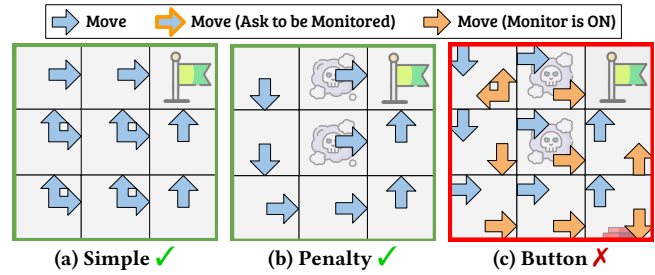 Move Move (Ask to be Monitored) Move (Monitor is ON)
(a) Simple ✓ (b) Penalty ✓ (c) Button ✗